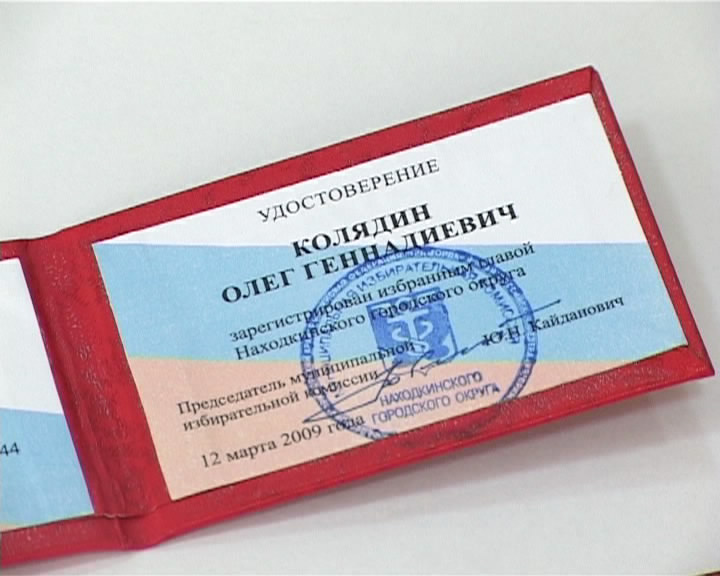 УДОСТОВЕРЕНИЕ
КОЛЯДИН
ОЛЕГ ГЕННАДИЕВИЧ
зарегистрирован избранным главой
Находкинского городского округа
Председатель муниципальной
избирательной комиссии
Ю.Н. Кайданович
12 марта 2009 года
ИЗБИРАТЕЛЬНАЯ
НАХОДКИНСКОГО
ГОРОДСКОГО ОКРУГА
44